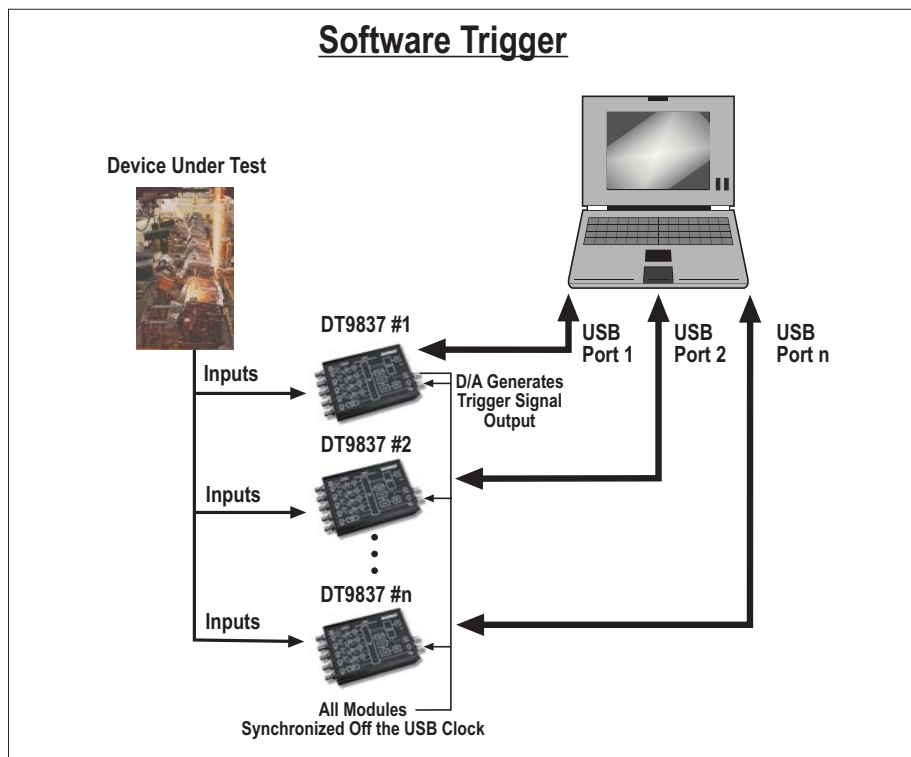 Software Trigger
Device Under Test
DT9837 #1
USB
Port 1
USB
Port 2
USB
Port n
Inputs
D/A Generates
Trigger Signal
Output
DT9837 #2
Inputs
DT9837 #n
Inputs
All Modules
Synchronized Off the USB Clock